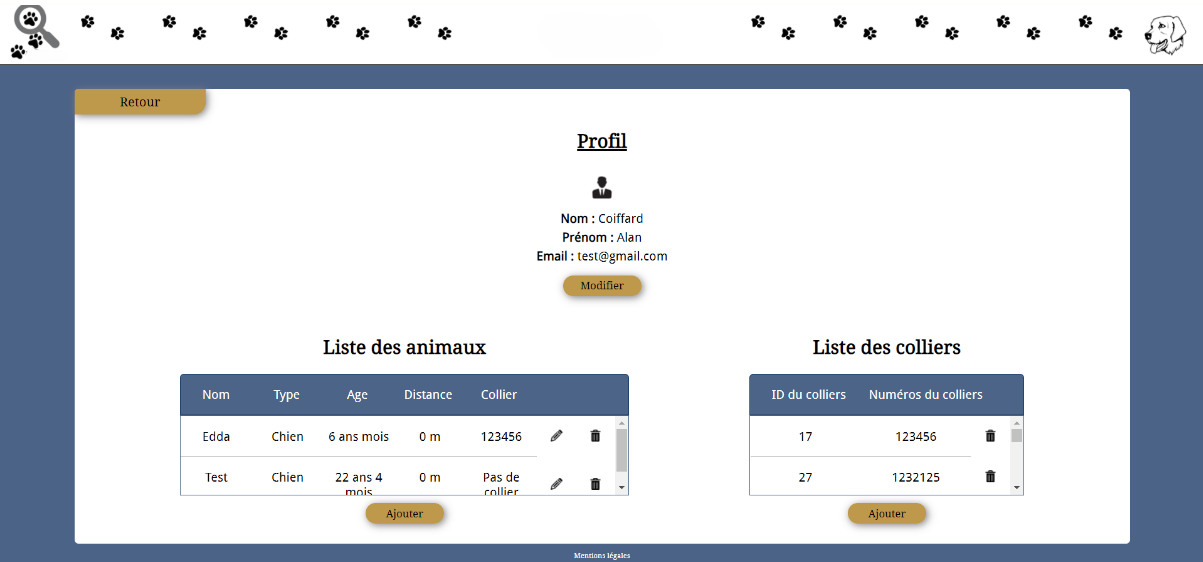 Retour
Profil
Nom : Coiffard
Prénom : Alan
Email : test@gmail.com
Modifier
Liste des animaux
Nom Type Age Distance Collier
Edda Chien 6 ans mois 0 m 123456
Test Chien 22 ans 4 0 m Pas de
mois collier
Ajouter
Liste des colliers
ID du colliers Numéros du colliers
17 123456
27 1232125
Ajouter
Mentions légales